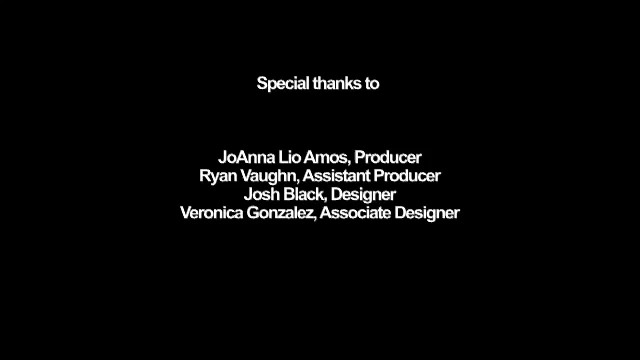 Special thanks to
JoAnna Lio Amos, Producer
Ryan Vaughn, Assistant Producer
Josh Black, Designer
Veronica Gonzalez, Associate Designer